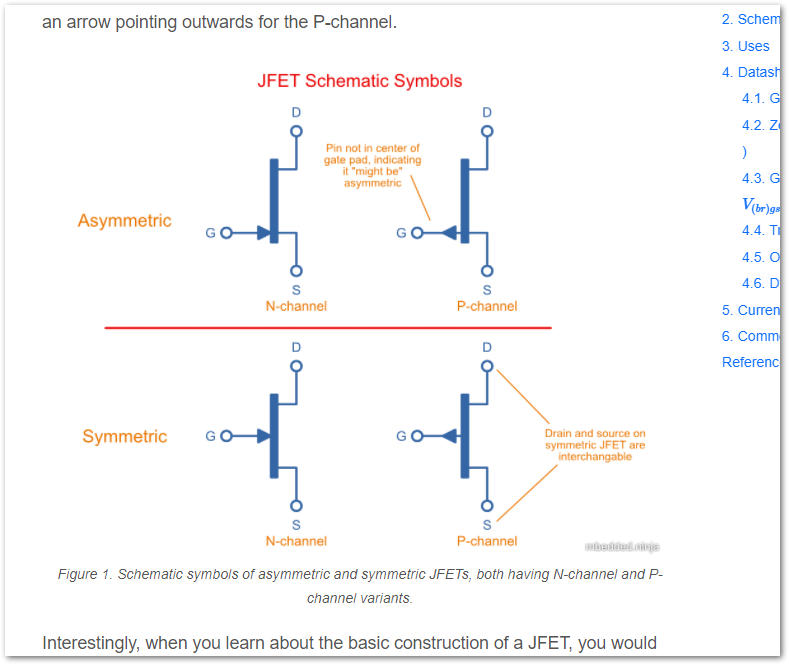 an arrow pointing outwards for the P-channel.
JFET Schematic Symbols
D
D
Pin not in center of
gate pad, indicating
it "might be"
asymmetric
Asymmetric
G
G
S
S
N-channel
P-channel
D
D
Symmetric
G
G
Drain and source on
symmetric JFET are
interchangable
S
S
N-channel
P-channel
mbedded.ninja
Figure 1. Schematic symbols of asymmetric and symmetric JFETs, both having N-channel and P-
channel variants.
Interestingly, when you learn about the basic construction of a JFET, you would
2. Schem
3. Uses
4. Datash
4.1. G
4.2. Z
)
4.3. G
V(br)gs
4.4. T
4.5. O
4.6. D
5. Curren
6. Comm
Referenc